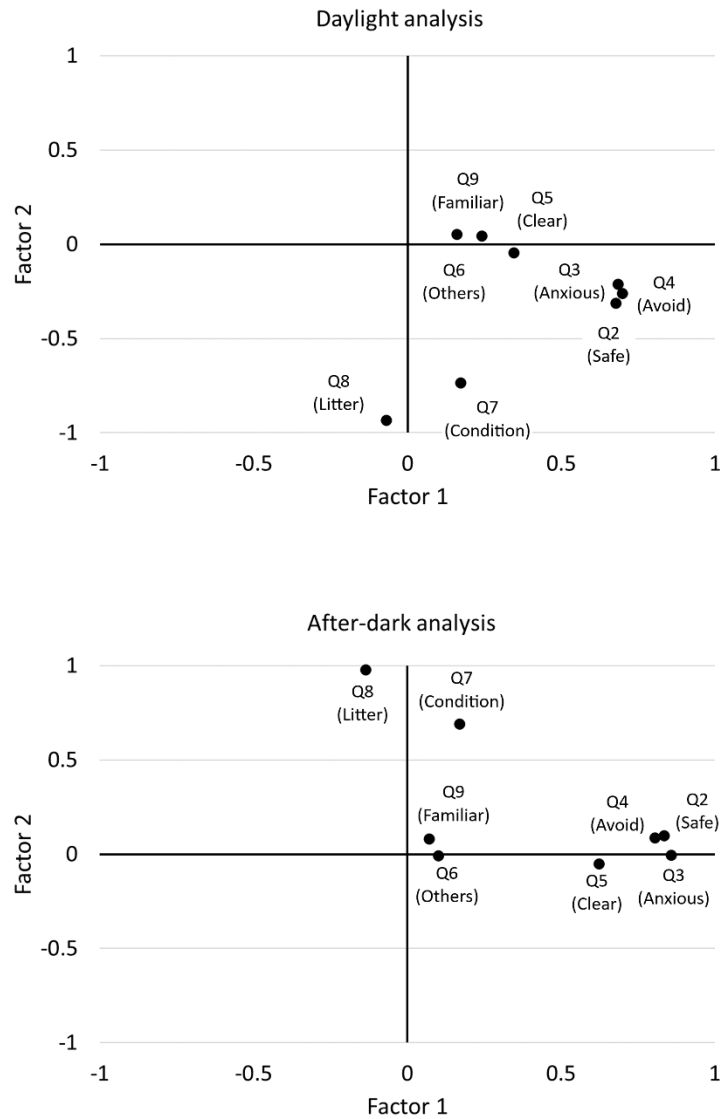 Daylight analysis
1
0.5
Q9
(Familiar)
Q5
(Clear)
0
Factor 2
Q6
(Others)
Q3
(Anxious)
Q4
(Avoid)
Q2
(Safe)
-0.5
Q8
(Litter)
Q7
(Condition)
-1
-1
-0.5
0
0.5
1
Factor 1
After-dark analysis
1
Q8
(Litter)
Q7
(Condition)
0.5
Q9
(Familiar)
Q4
(Avoid)
Q2
(Safe)
0
Factor 2
Q6
(Others)
Q5
(Clear)
Q3
(Anxious)
-0.5
-1
-1
-0.5
0
0.5
1
Factor 1